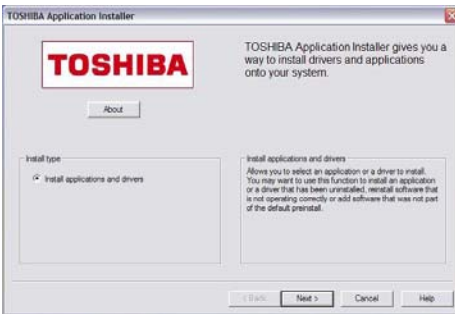 TOSHIBA Application Installer
TOSHIBA
TOSHIBA Application Installer gives you a
way to install drivers and applications
onto your system.
About
Install type
Install applications and drivers
Install applications and drivers
Allows you to select an application or a driver to install.
You may want to use this function to install an application
or a driver that has been uninstalled, reinstall software that
is not operating correctly or add software that was not part
of the default preinstall.
< Back
Next >
Cancel
Help